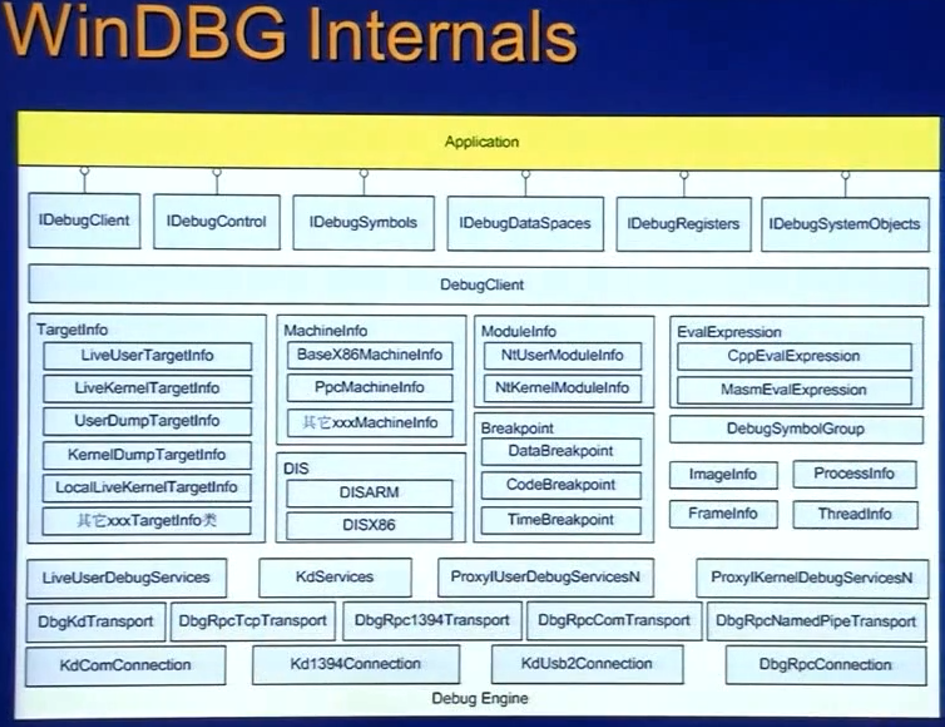 WinDBG Internals
Application
IDebugClient
IDebugControl
IDebugSymbols
IDebugDataSpaces
IDebugRegisters
IDebugSystemObjects
DebugClient
TargetInfo
LiveUserTargetInfo
LiveKernelTargetInfo
UserDumpTargetInfo
KernelDumpTargetInfo
LocalLiveKernelTargetInfo
其它xxxTargetInfo类
MachineInfo
BaseX86MachineInfo
PpcMachineInfo
其它xxxMachineInfo
DIS
DISARM
DISX86
ModuleInfo
NtUserModuleInfo
NtKernelModuleInfo
Breakpoint
DataBreakpoint
CodeBreakpoint
TimeBreakpoint
EvalExpression
CppEvalExpression
MasmEvalExpression
DebugSymbolGroup
ImageInfo
ProcessInfo
FrameInfo
ThreadInfo
LiveUserDebugServices
KdServices
ProxyIUserDebugServicesN
ProxyIKernelDebugServicesN
DbgKdTransport
DbgRpcTcpTransport
DbgRpc1394Transport
DbgRpcComTransport
DbgRpcNamedPipeTransport
KdComConnection
Kd1394Connection
KdUsb2Connection
DbgRpcConnection
Debug Engine